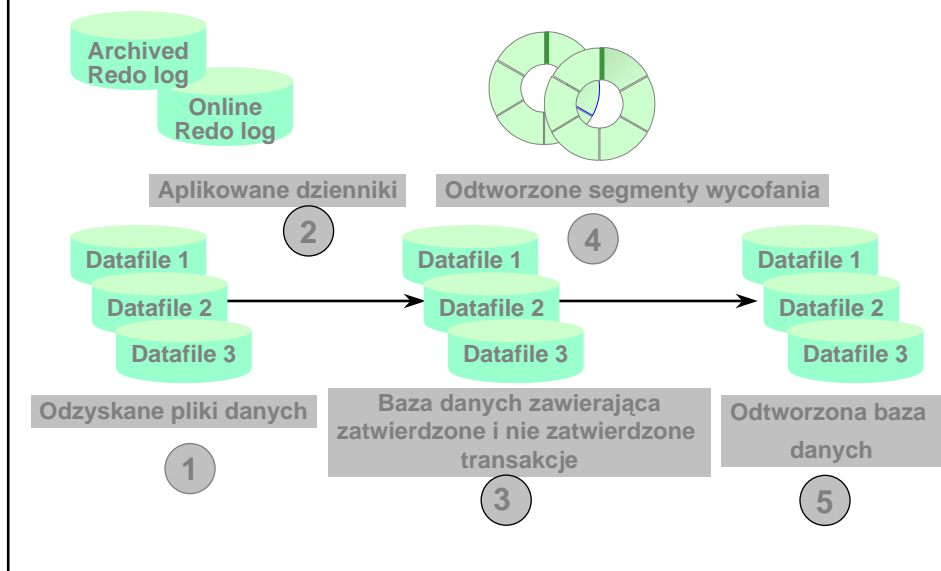 Archived
Redo log
Online
Redo log
Aplikowane dzienniki
2
Odtworzone segmenty wycofania
4
Datafile 1
Datafile 2
Datafile 3
Datafile 1
Datafile 2
Datafile 3
Datafile 1
Datafile 2
Datafile 3
Odzyskane pliki danych
1
Baza danych zawierająca
zatwierdzone i nie zatwierdzone
transakcje
3
Odtworzona baza
danych
5